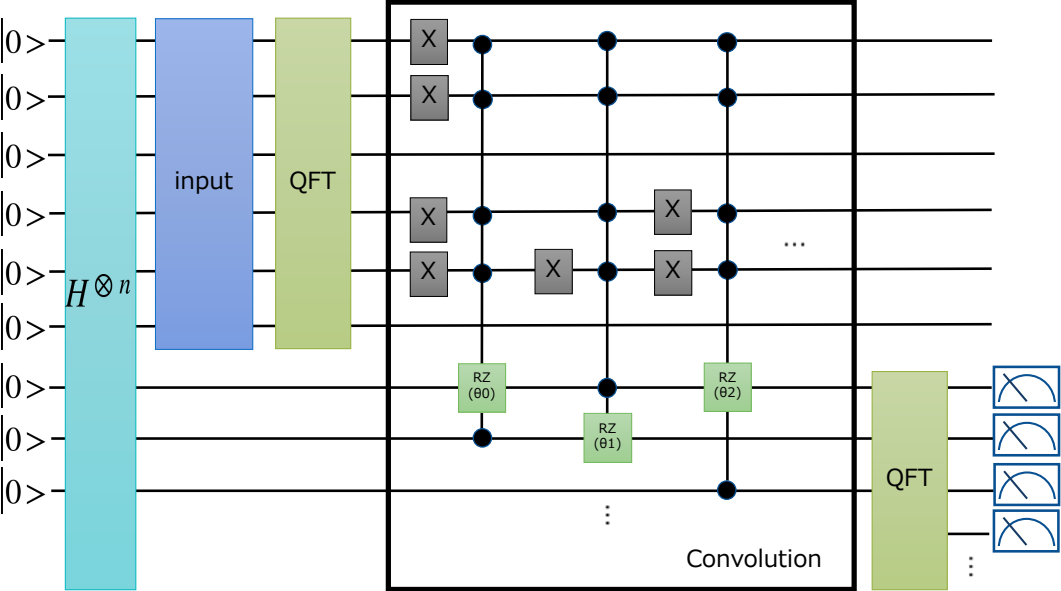 |0>
|0>
|0>
|0>
|0>
|0>
|0>
|0>
|0>
H⊗n
input
QFT
X
X
X
X
X
X
X
RZ
(θ0)
RZ
(θ1)
RZ
(θ2)
...
⋮
Convolution
QFT
⋮